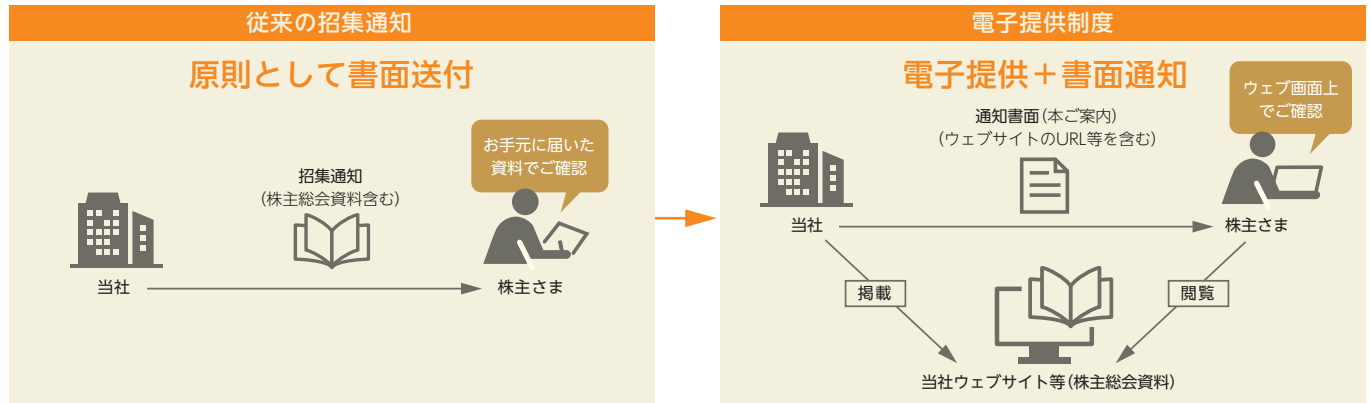 従来の招集通知
原則として書面送付
お手元に届いた
資料でご確認
招集通知
(株主総会資料含む)
当社
株主さま
電子提供制度
電子提供＋書面通知
ウェブ画面上
でご確認
通知書面(本ご案内)
(ウェブサイトのURL等を含む)
当社
株主さま
掲載
閲覧
当社ウェブサイト等(株主総会資料)